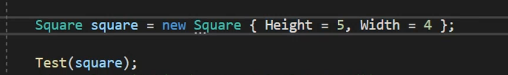 Square square = new Square { Height = 5, Width = 4 };
Test(square);